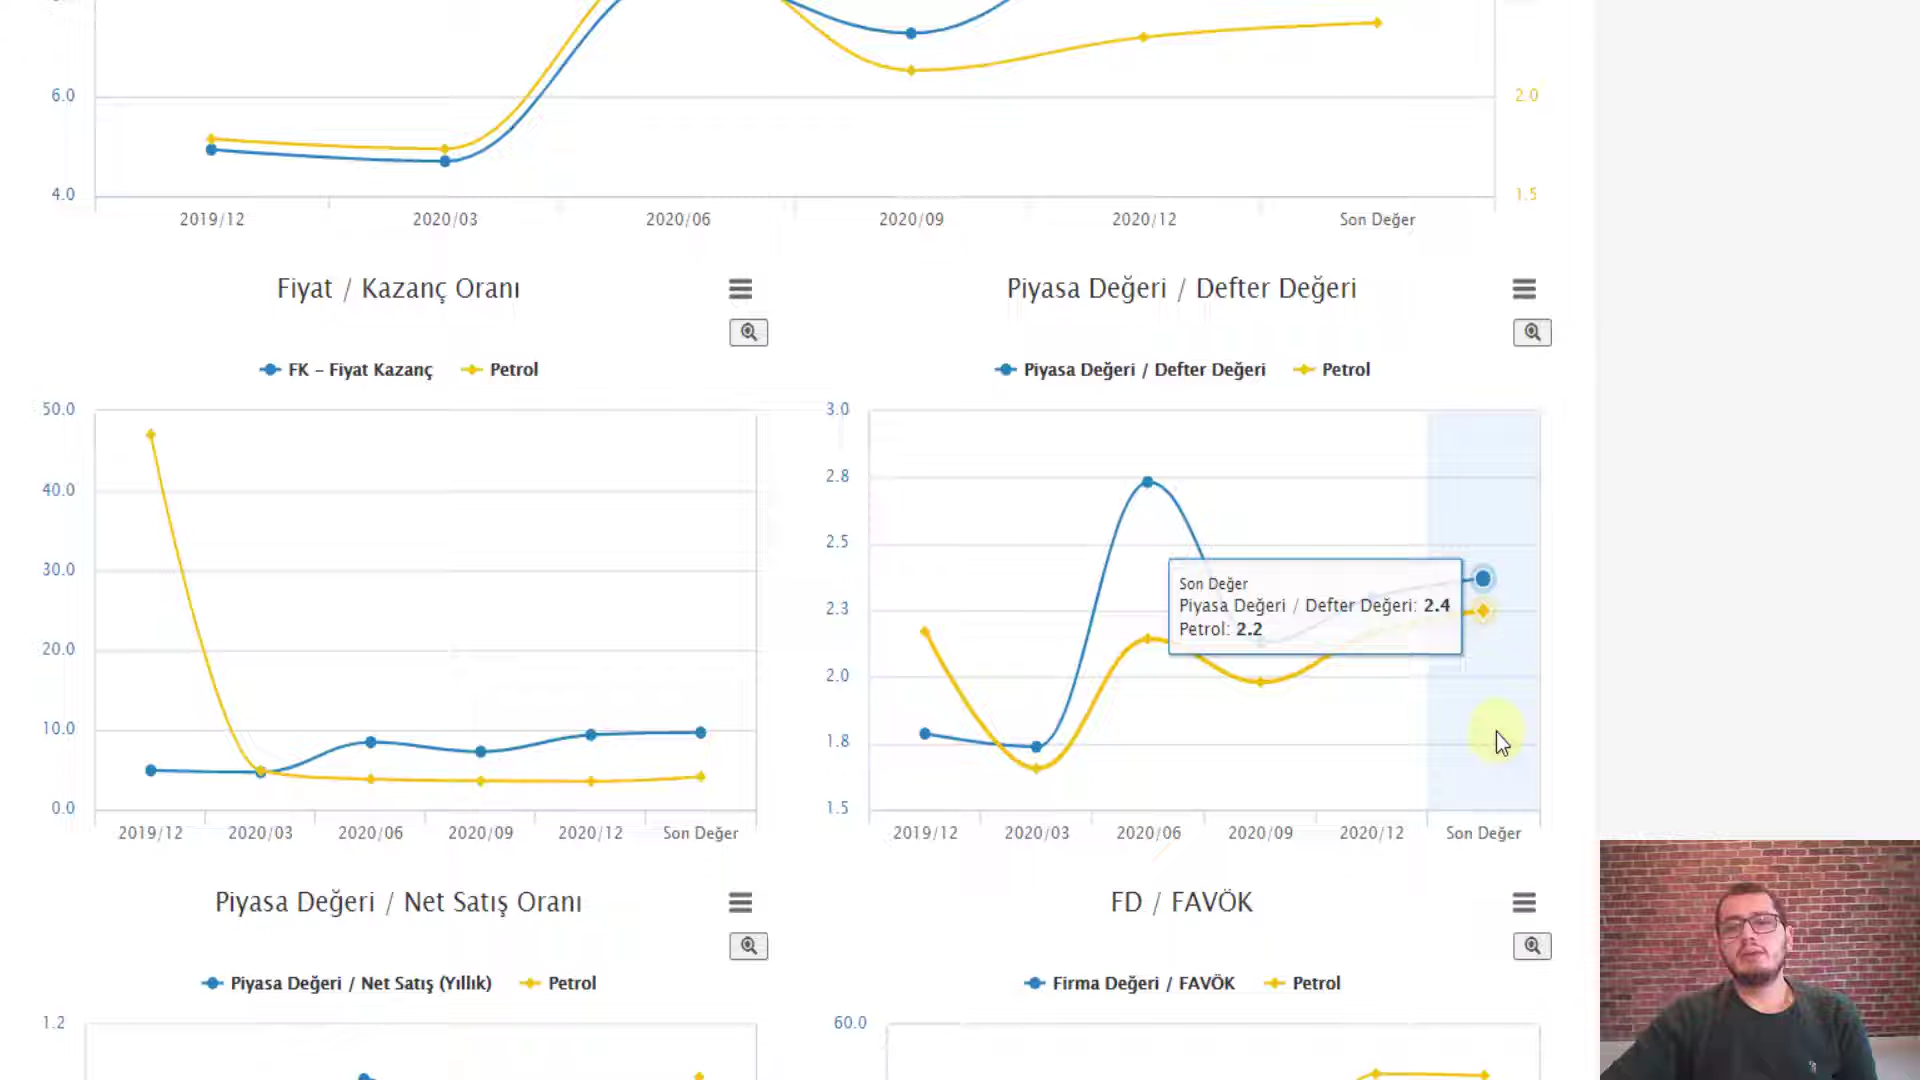 6.0
2.0
4.0
1.5
2019/12 2020/03 2020/06 2020/09 2020/12 Son Değer
Fiyat / Kazanç Oranı
FK - Fiyat Kazanç Petrol
50.0
40.0
30.0
20.0
10.0
0.0
2019/12 2020/03 2020/06 2020/09 2020/12 Son Değer
Piyasa Değeri / Defter Değeri
Piyasa Değeri / Defter Değeri Petrol
3.0
2.8
2.5
2.3
2.0
1.8
1.5
Son Değer
Piyasa Değeri / Defter Değeri: 2.4
Petrol: 2.2
2019/12 2020/03 2020/06 2020/09 2020/12 Son Değer
Piyasa Değeri / Net Satış Oranı
Piyasa Değeri / Net Satış (Yıllık) Petrol
1.2
FD / FAVÖK
Firma Değeri / FAVÖK Petrol
60.0